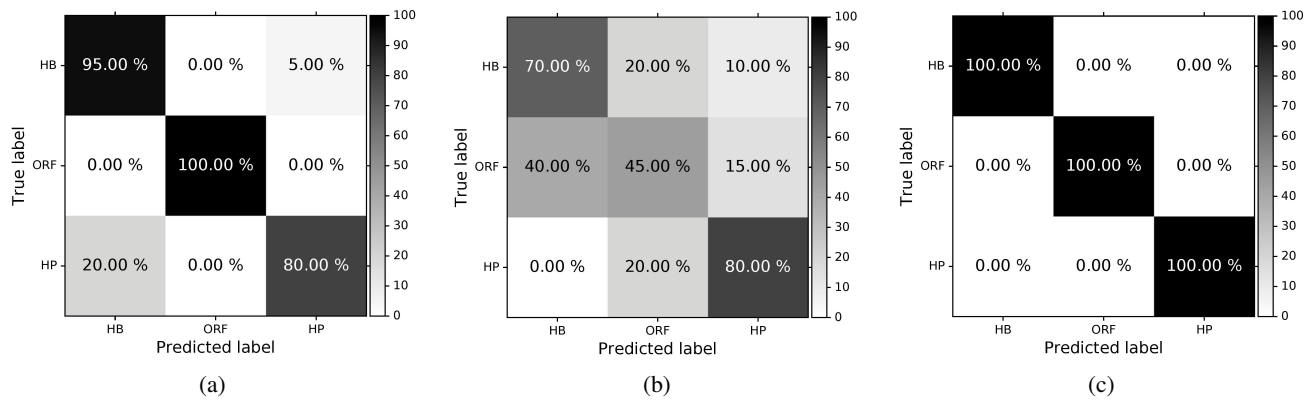 100
90
80
70
60
50
40
30
20
10
0
HB 95.00 % 0.00 % 5.00 %
ORF 0.00 % 100.00 % 0.00 %
HP 20.00 % 0.00 % 80.00 %
HB ORF HP
True label
Predicted label
(a)
100
90
80
70
60
50
40
30
20
10
0
HB 70.00 % 20.00 % 10.00 %
ORF 40.00 % 45.00 % 15.00 %
HP 0.00 % 20.00 % 80.00 %
HB ORF HP
True label
Predicted label
(b)
100
90
80
70
60
50
40
30
20
10
0
HB 100.00 % 0.00 % 0.00 %
ORF 0.00 % 100.00 % 0.00 %
HP 0.00 % 0.00 % 100.00 %
HB ORF HP
True label
Predicted label
(c)